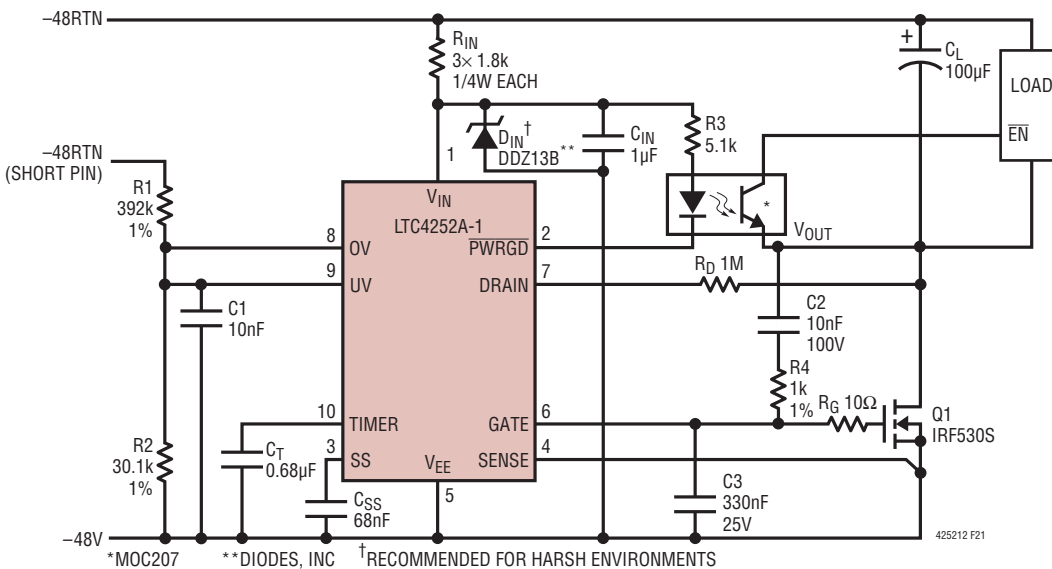 –48RTN
R_IN
3× 1.8k
1/4W EACH
+
C_L
100µF
LOAD
EN
D_IN†
DDZ13B**
C_IN
1µF
R3
5.1k
–48RTN
(SHORT PIN)
1
R1
392k
1%
V_IN
LTC4252A-1
*
8
OV
PWRGD
2
V_OUT
9
UV
DRAIN
7
R_D 1M
C1
10nF
C2
10nF
100V
R4
1k
1%
R_G 10Ω
Q1
IRF530S
10
TIMER
GATE
6
3
SS
SENSE
4
V_EE
5
R2
30.1k
1%
C_T
0.68µF
C_SS
68nF
C3
330nF
25V
–48V
425212 F21
*MOC207
**DIODES, INC
†RECOMMENDED FOR HARSH ENVIRONMENTS